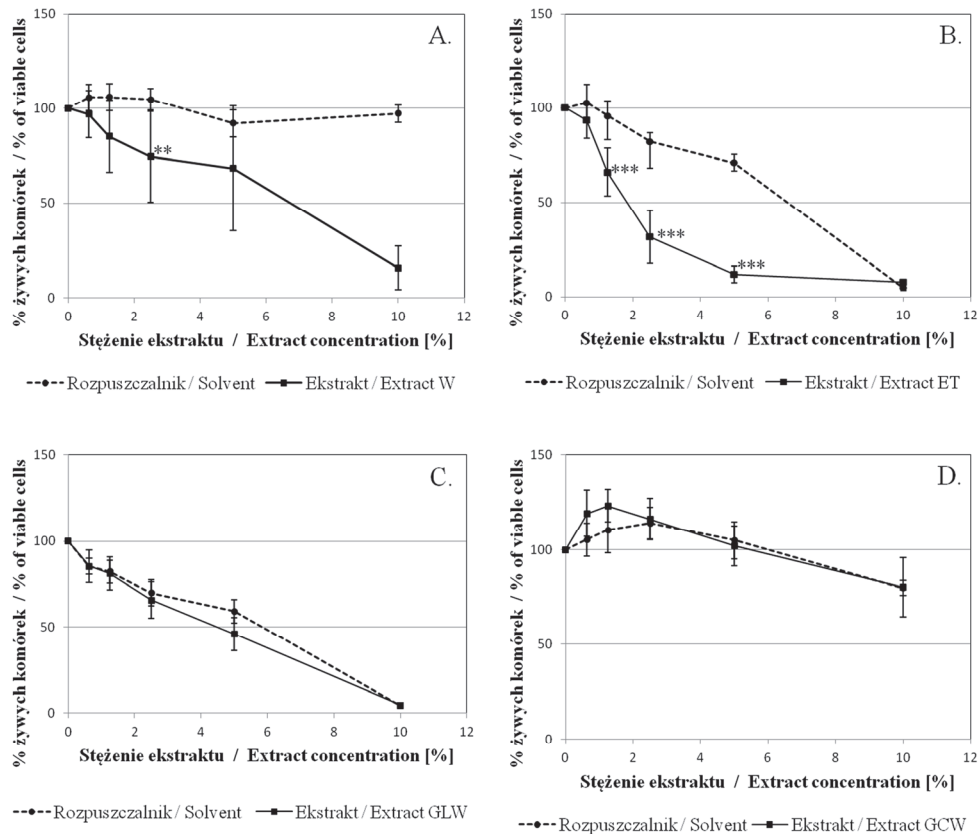 A.
150
100
50
0
0 2 4 6 8 10 12
% żywych komórek / % of viable cells
**
Stężenie ekstraktu / Extract concentration [%]
Rozpuszczalnik / Solvent Ekstrakt / Extract W
B.
150
100
50
0
0 2 4 6 8 10 12
% żywych komórek / % of viable cells
***
***
***
Stężenie ekstraktu / Extract concentration [%]
Rozpuszczalnik / Solvent Ekstrakt / Extract ET
C.
150
100
50
0
0 2 4 6 8 10 12
% żywych komórek / % of viable cells
Stężenie ekstraktu / Extract concentration [%]
Rozpuszczalnik / Solvent Ekstrakt / Extract GLW
D.
150
100
50
0
0 2 4 6 8 10 12
% żywych komórek / % of viable cells
Stężenie ekstraktu / Extract concentration [%]
Rozpuszczalnik / Solvent Ekstrakt / Extract GCW